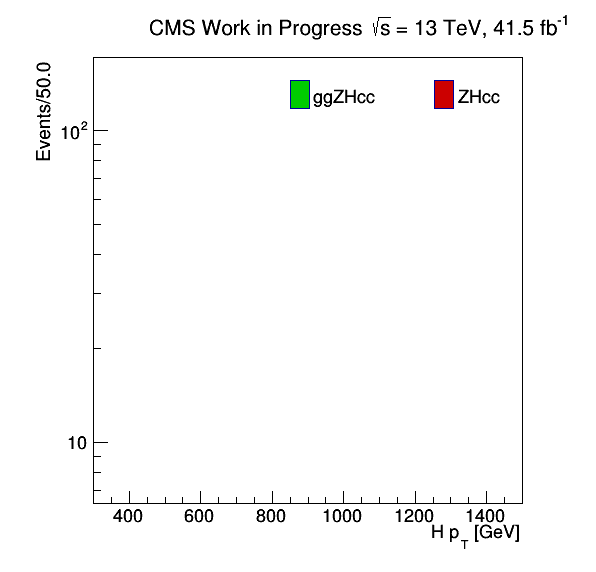 CMS Work in Progress √s = 13 TeV, 41.5 fb⁻¹
Events/50.0
ggZHcc ZHcc
10²
10
400 600 800 1000 1200 1400
H p_T [GeV]